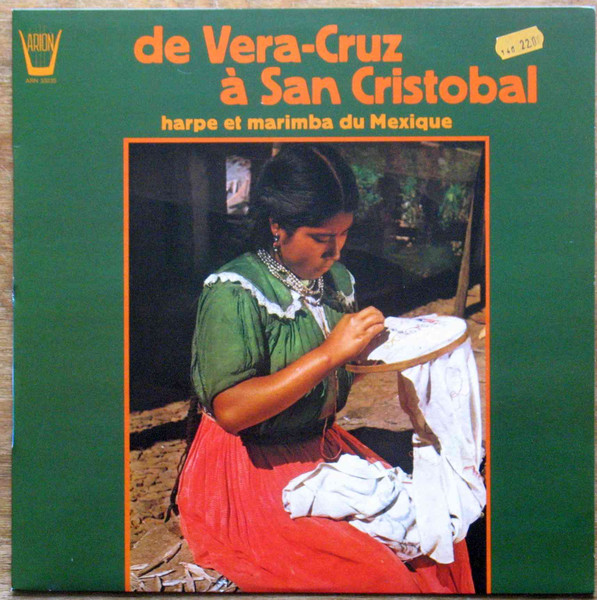 ARION
de Vera-Cruz
à San Cristobal
harpe et marimba du Mexique